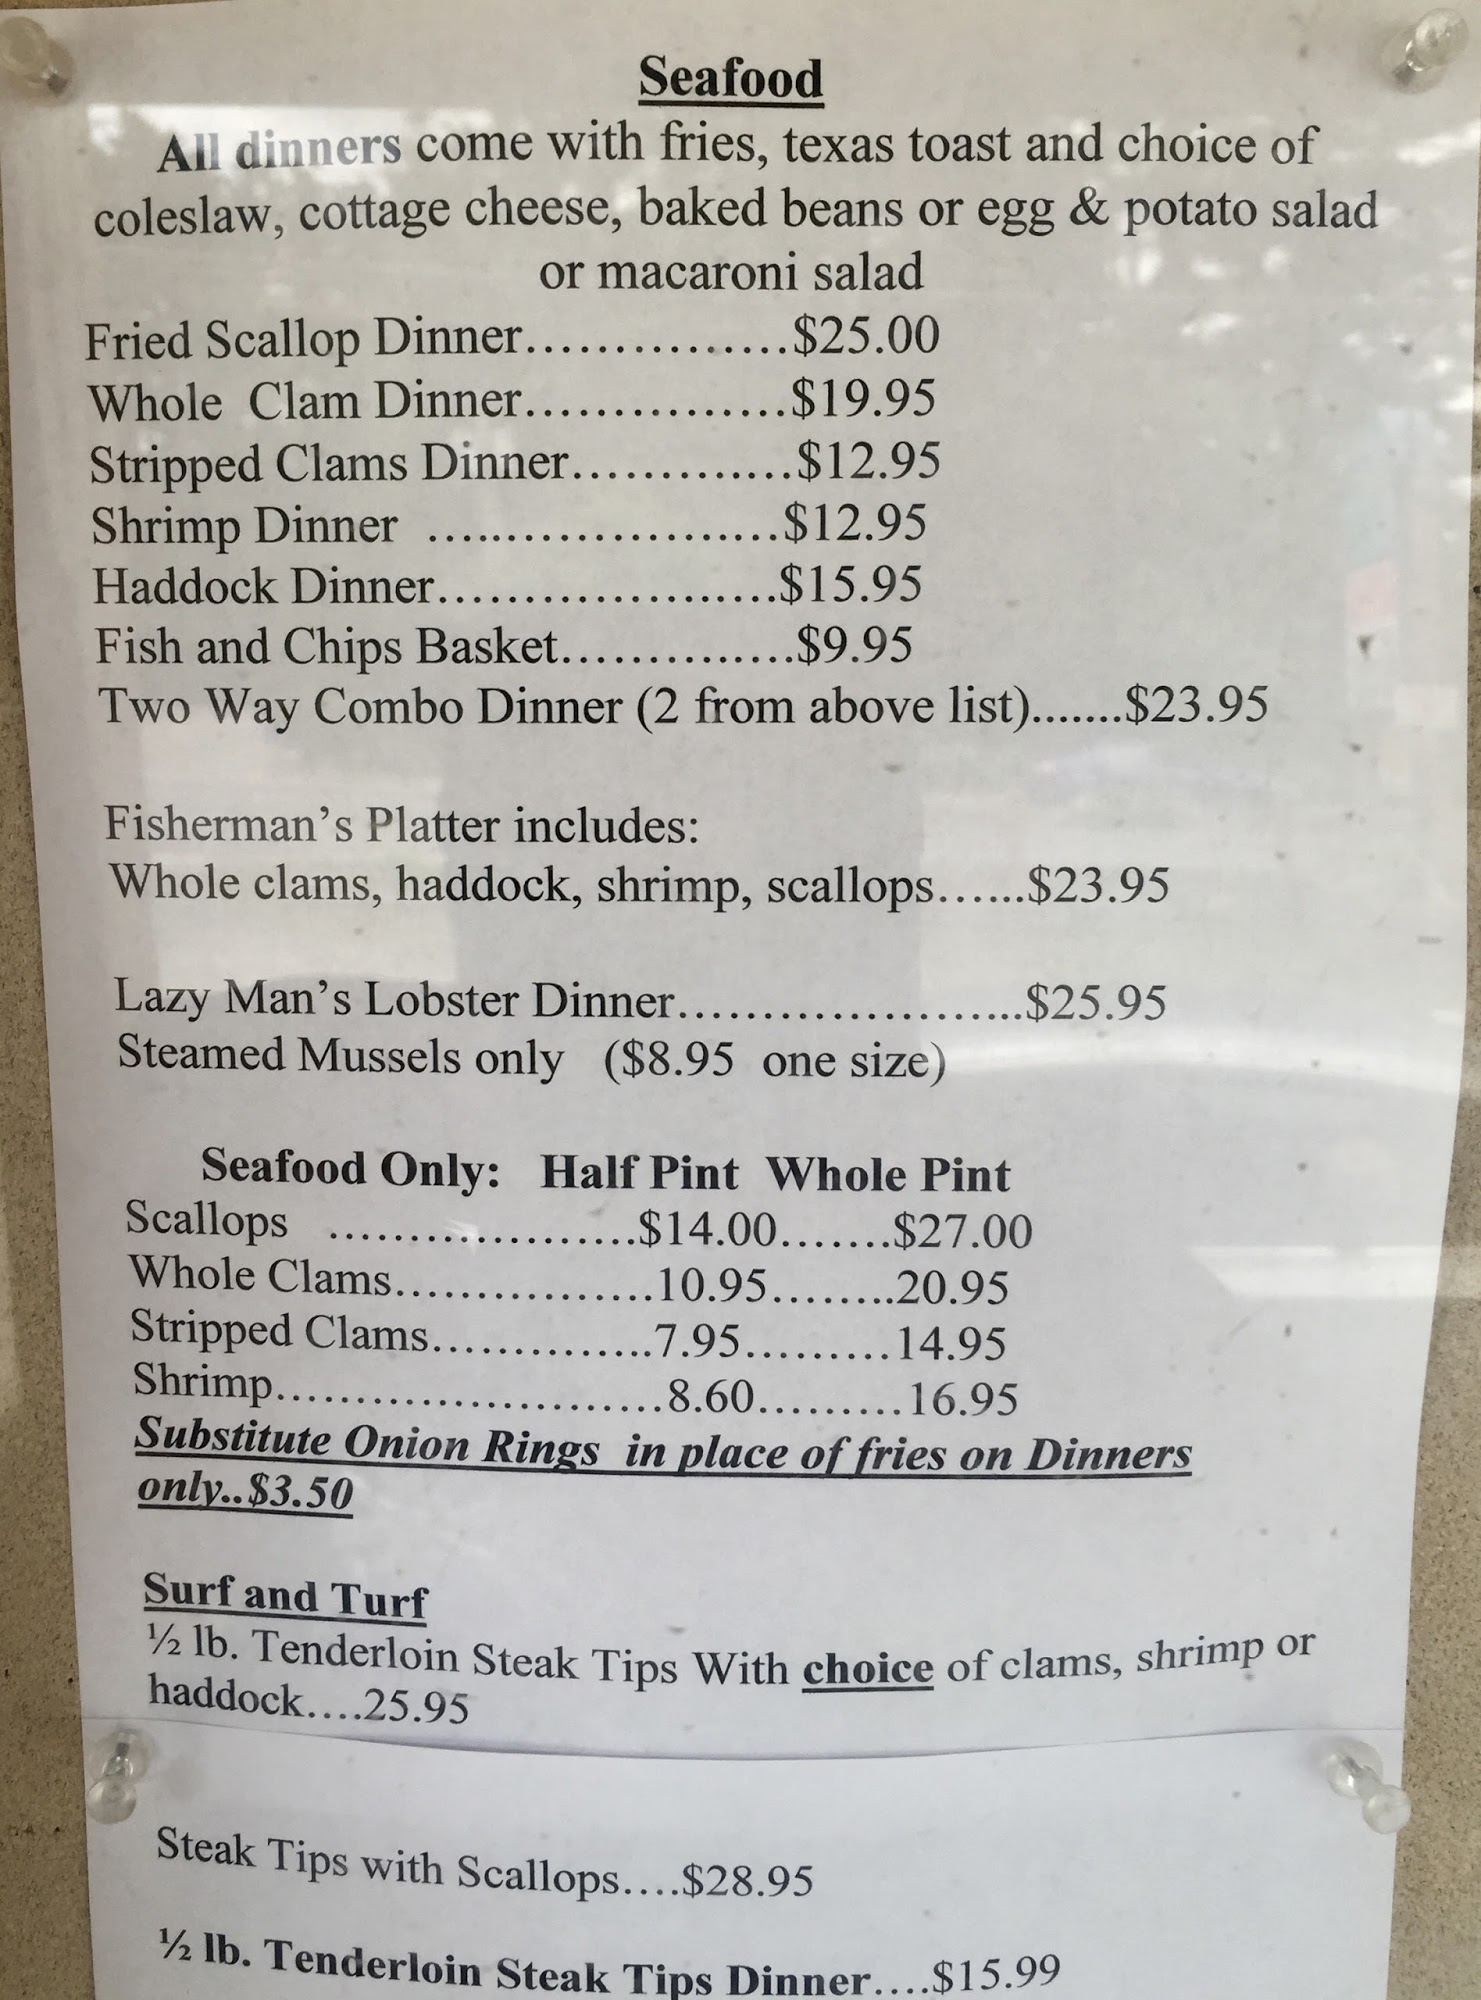 Seafood
All dinners come with fries, texas toast and choice of
coleslaw, cottage cheese, baked beans or egg & potato salad
or macaroni salad
Fried Scallop Dinner...............$25.00
Whole Clam Dinner...............$19.95
Stripped Clams Dinner.............$12.95
Shrimp Dinner ......................$12.95
Haddock Dinner....................$15.95
Fish and Chips Basket..............$9.95
Two Way Combo Dinner (2 from above list).......$23.95
Fisherman's Platter includes:
Whole clams, haddock, shrimp, scallops......$23.95
Lazy Man's Lobster Dinner.....................$25.95
Steamed Mussels only ($8.95 one size)
Seafood Only: Half Pint Whole Pint
Scallops ...................$14.00.......$27.00
Whole Clams................10.95........20.95
Stripped Clams..............7.95.........14.95
Shrimp........................8.60.........16.95
Substitute Onion Rings in place of fries on Dinners
only..$3.50
Surf and Turf
½ lb. Tenderloin Steak Tips With choice of clams, shrimp or
haddock....25.95
Steak Tips with Scallops....$28.95
½ lb. Tenderloin Steak Tips Dinner....$15.99